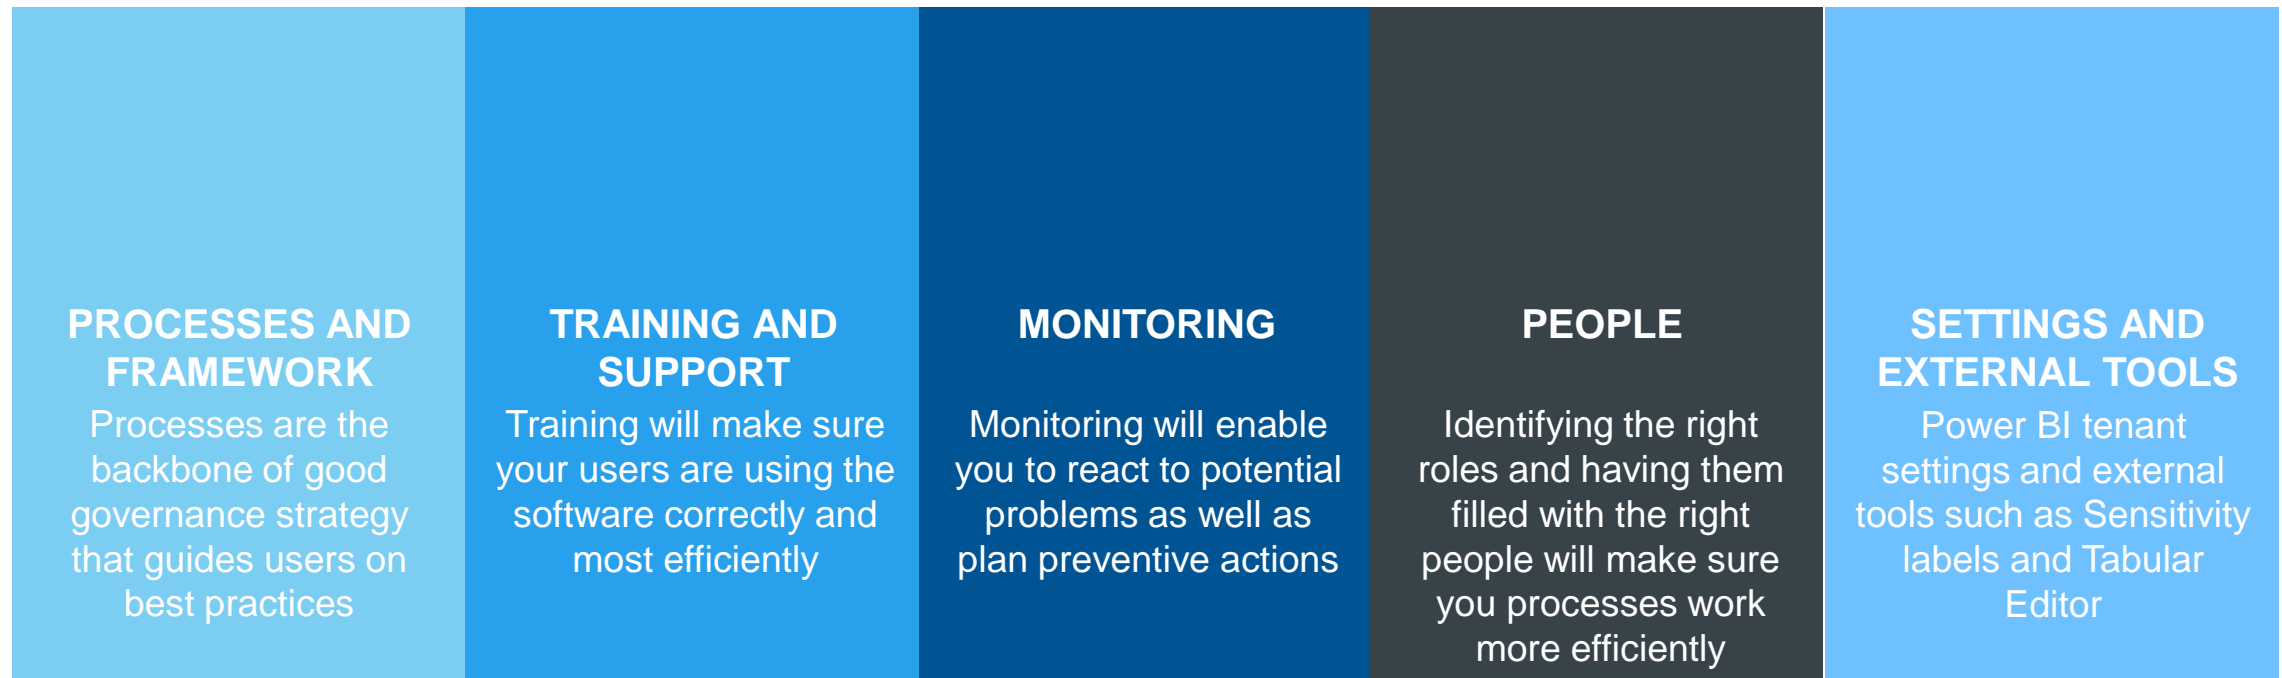 PROCESSES AND
FRAMEWORK
Processes are the
backbone of good
governance strategy
that guides users on
best practices
TRAINING AND
SUPPORT
Training will make sure
your users are using the
software correctly and
most efficiently
MONITORING
Monitoring will enable
you to react to potential
problems as well as
plan preventive actions
PEOPLE
Identifying the right
roles and having them
filled with the right
people will make sure
you processes work
more efficiently
SETTINGS AND
EXTERNAL TOOLS
Power BI tenant
settings and external
tools such as Sensitivity
labels and Tabular
Editor